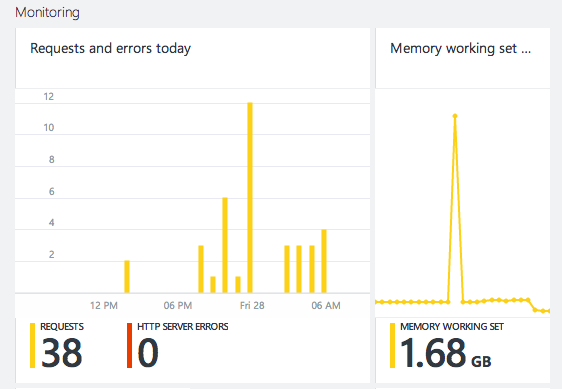 Monitoring
Requests and errors today
Memory working set ...
12
10
8
6
4
2
12 PM
06 PM
Fri 28
06 AM
REQUESTS
38
HTTP SERVER ERRORS
0
MEMORY WORKING SET
1.68 GB